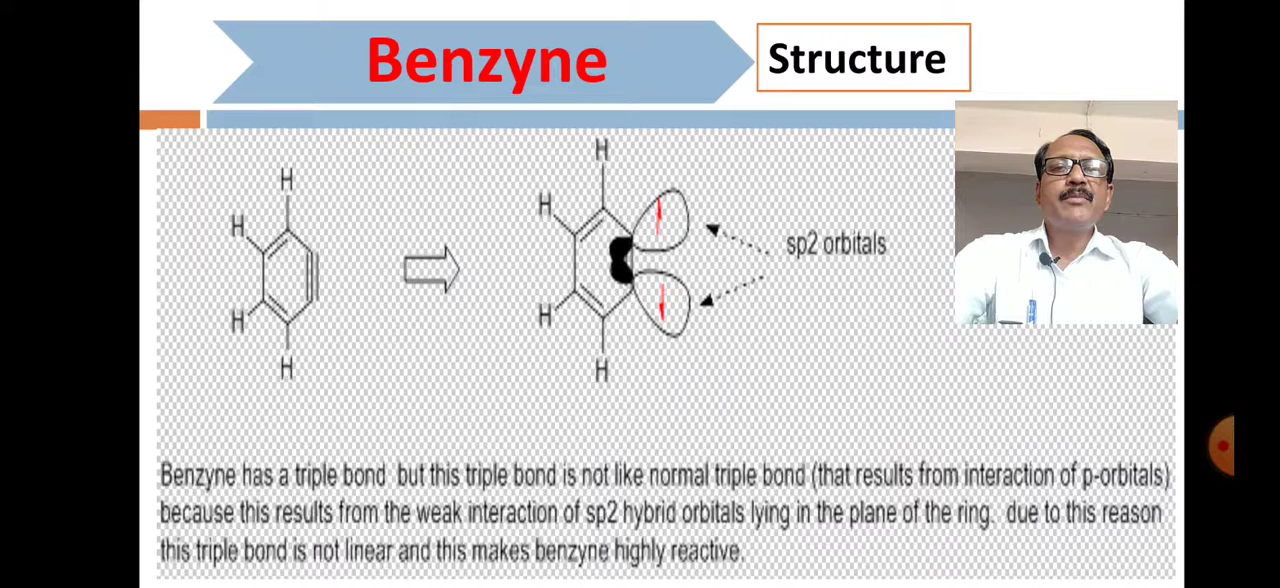 Benzyne
Structure
H
H
H
H
H
H
H
H
sp2 orbitals
Benzyne has a triple bond but this triple bond is not like normal triple bond (that results from interaction of p-orbitals)
because this results from the weak interaction of sp2 hybrid orbitals lying in the plane of the ring. due to this reason
this triple bond is not linear and this makes benzyne highly reactive.